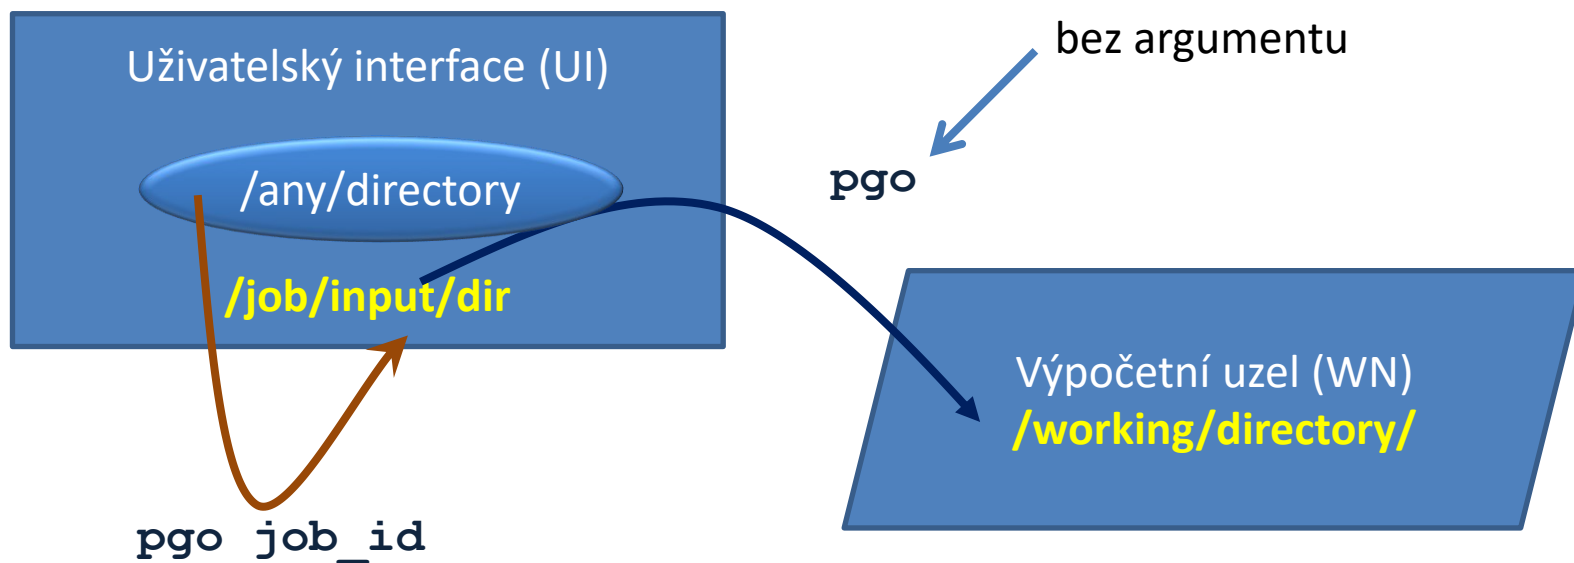 Uživatelský interface (UI)
/any/directory
/job/input/dir
pgo job_id
bez argumentu
pgo
Výpočetní uzel (WN)
/working/directory/